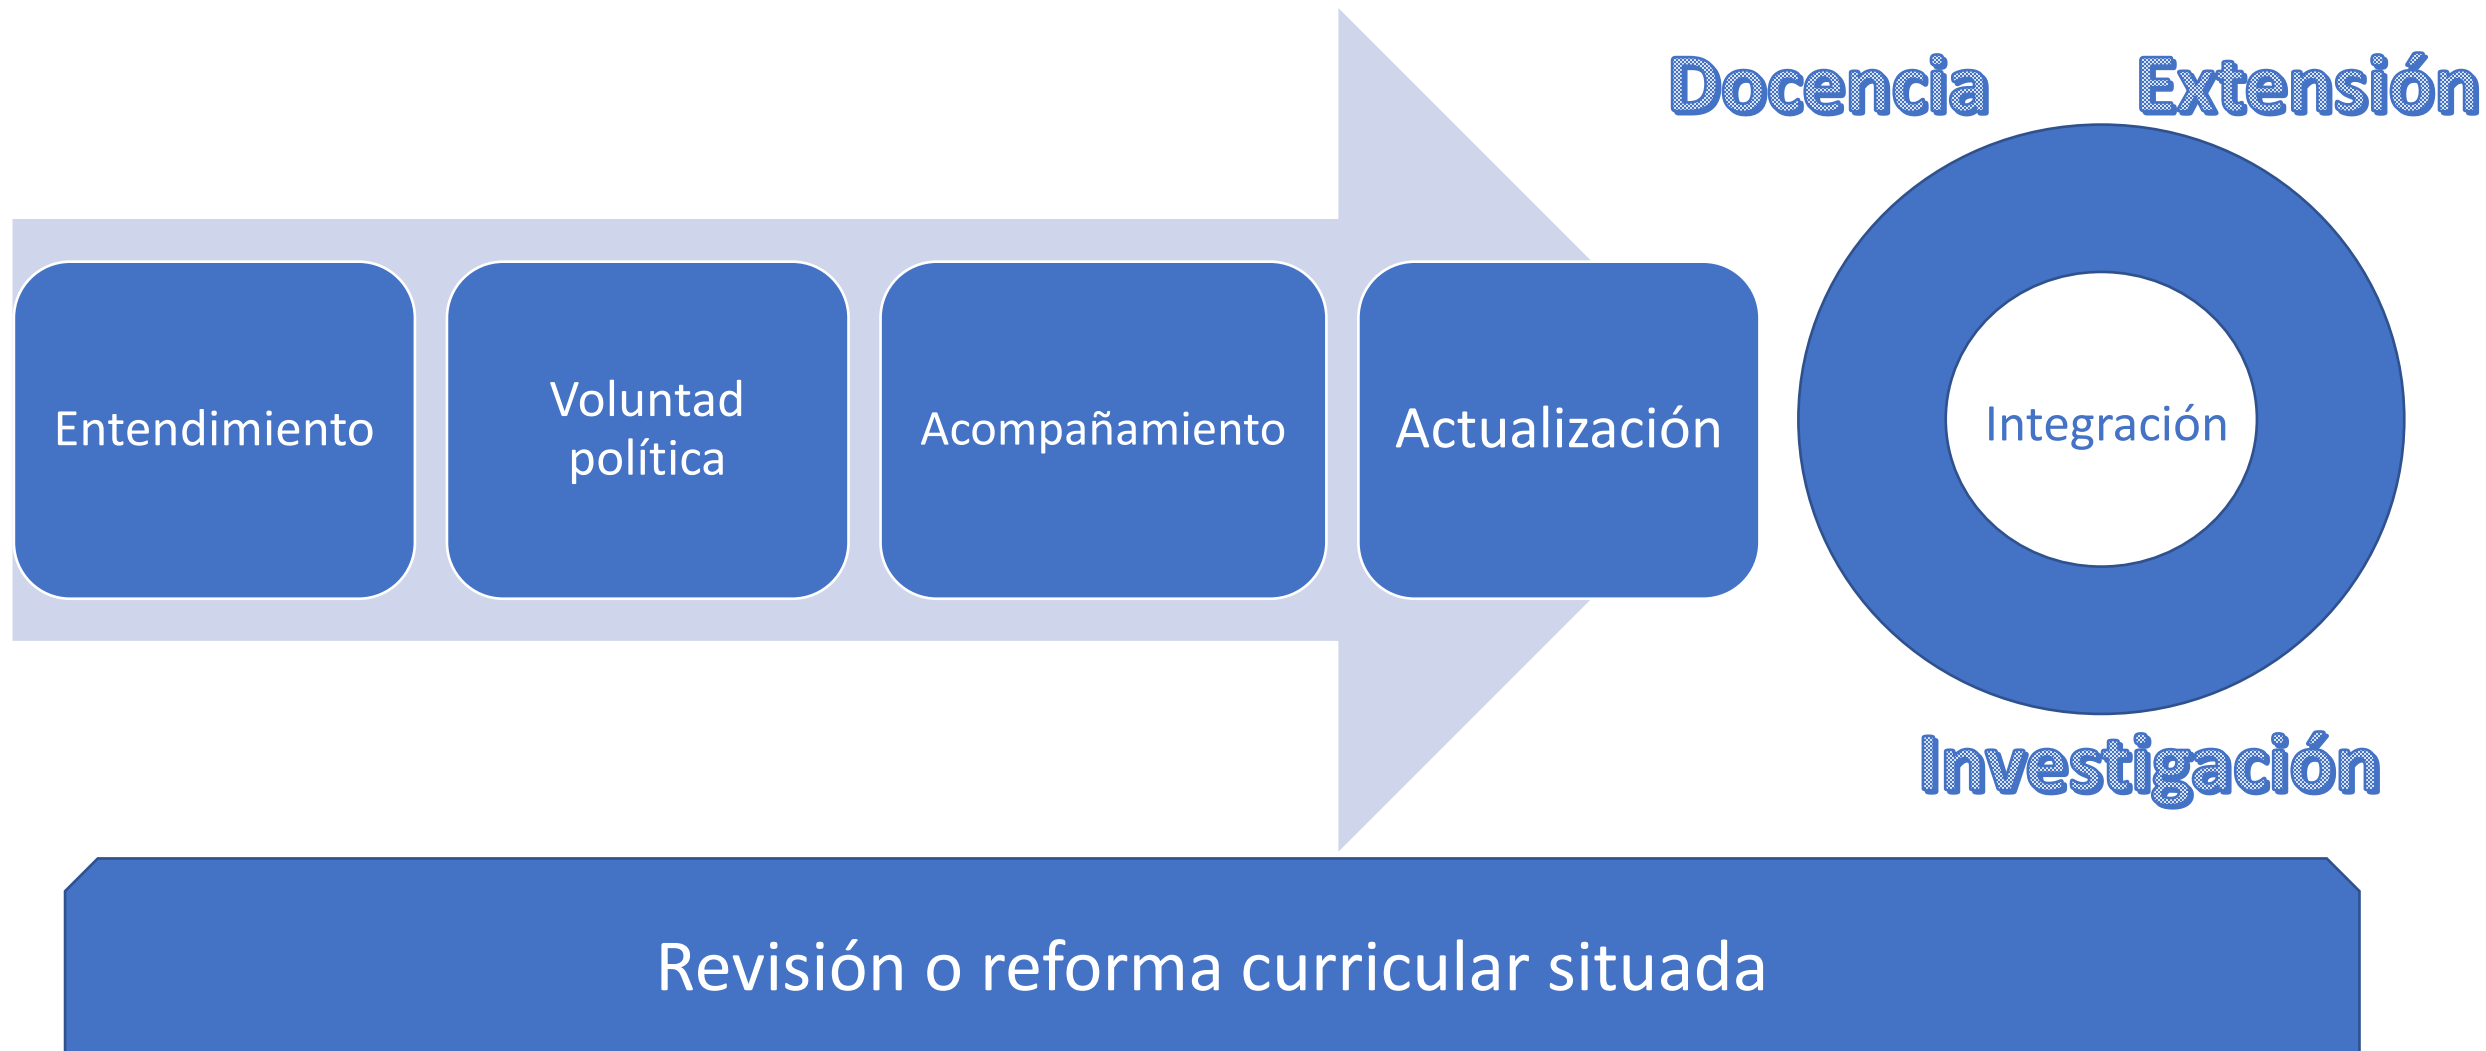 Docencia
Extensión
Entendimiento
Voluntad
política
Acompañamiento
Actualización
Integración
Investigación
Revisión o reforma curricular situada